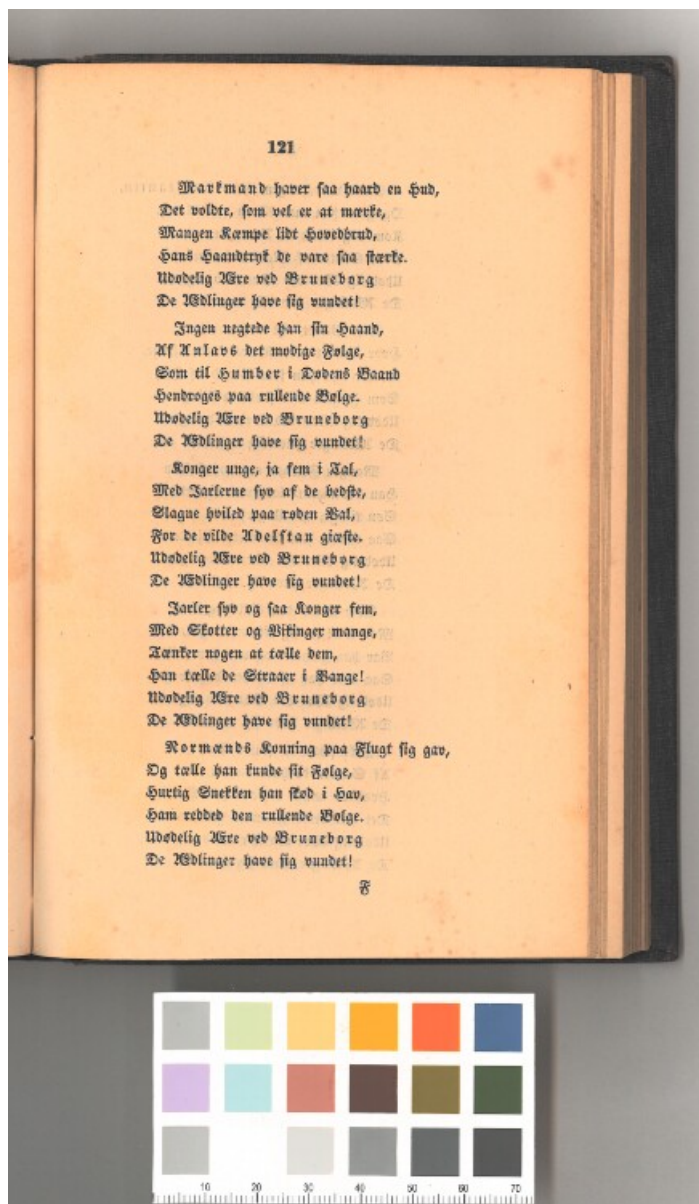 121
Markmand haver saa haard en Hud,
Det voldte, som vel er at mærke,
Mangen Kæmpe lidt Hovedbrud,
Hans Haandtryk de vare saa stærke.
Udødelig Ære ved Bruneborg
De Ædlinger have sig vundet!
Ingen negtede han sin Haand,
Af Anlavs det modige Følge,
Som til Humber i Dødens Baand
Hendroges paa rullende Bølge.
Udødelig Ære ved Bruneborg
De Ædlinger have sig vundet!
Konger unge, ja fem i Tal,
Med Jarlerne syv af de bedste,
Slagne hviled paa røden Val,
For de vilde Adelstan giæste.
Udødelig Ære ved Bruneborg
De Ædlinger have sig vundet!
Jarler syv og saa Konger fem,
Med Skotter og Vikinger mange,
Tænker nogen at tælle dem,
Han tælle de Straaer i Vange!
Udødelig Ære ved Bruneborg
De Ædlinger have sig vundet!
Normænds Konning paa Flugt sig gav,
Og tælle han kunde sit Følge,
Hurtig Snekken han skød i Hav,
Ham redded den rullende Bølge.
Udødelig Ære ved Bruneborg
De Ædlinger have sig vundet!
F
10 20 30 40 50 60 70